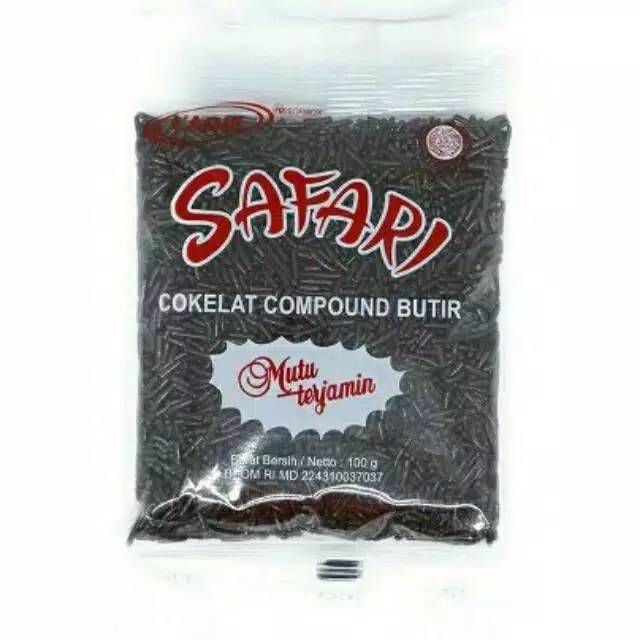 SAFARI
COKELAT COMPOUND BUTIR
Mutu
terjamin
Berat Bersih / Netto : 100 g
BPOM RI MD 224310037037